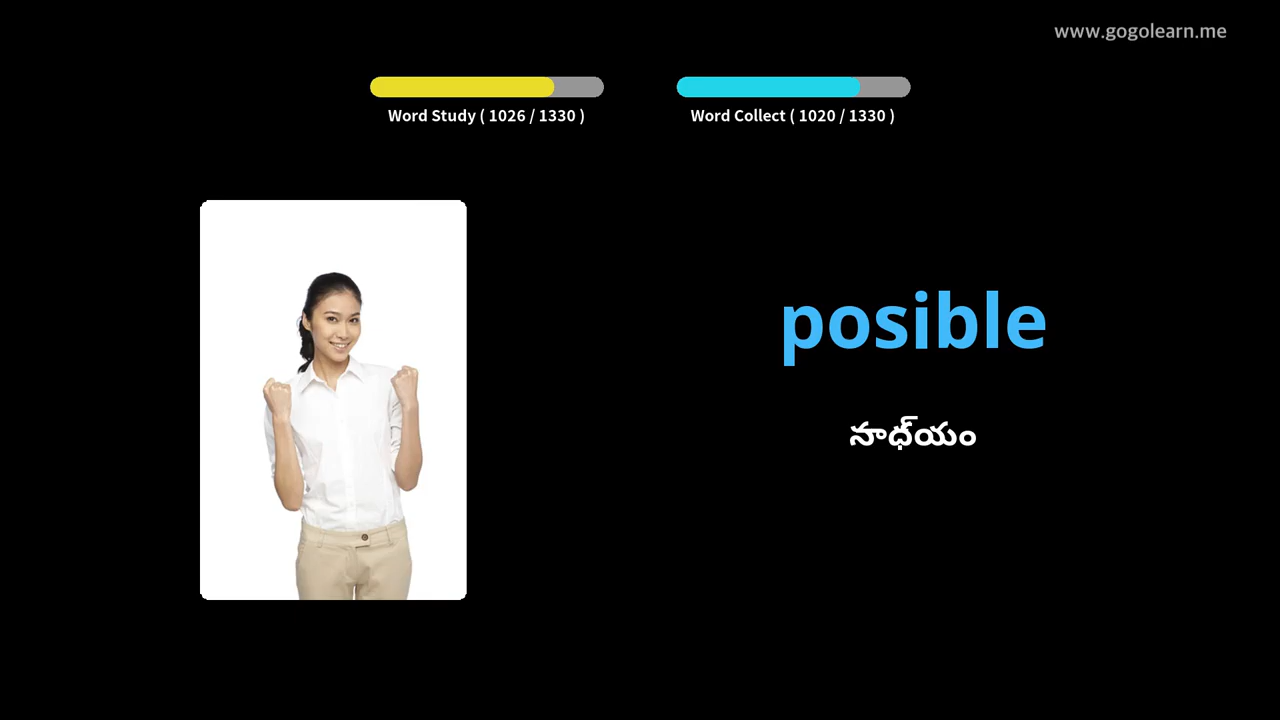 www.gogolearn.me
Word Study ( 1026 / 1330 )
Word Collect ( 1020 / 1330 )
posible
సాధ్‌యం